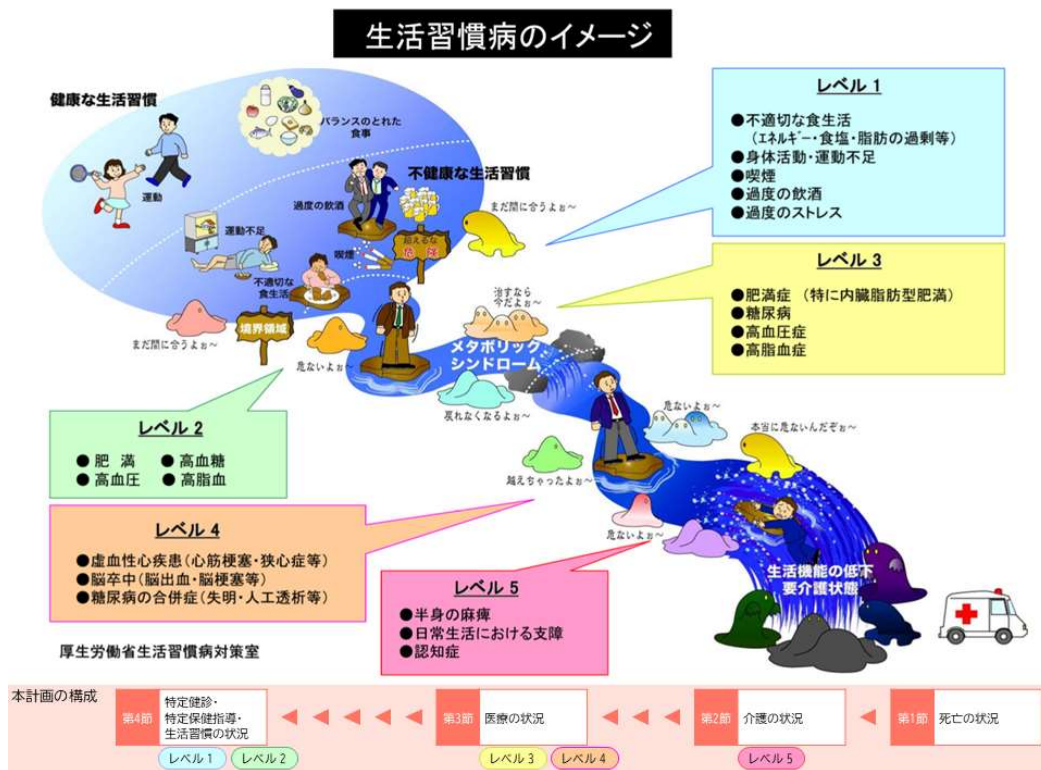 生活習慣病のイメージ
健康な生活習慣
バランスのとれた
食事
運動
不健康な生活習慣
過度の飲酒
まだ間に合うよぉ～
運動不足
喫煙
超えるな
危険
不適切な
食生活
治すなら
今だよぉ～
境界領域
まだ間に合うよぉ～
危ないよぉ～
メタボリック
シンドローム
戻れなくなるよぉ～
危ないよぉ～
本当に危ないんだぞぉ～
越えちゃったよぉ～
危ないよぉ～
生活機能の低下
要介護状態
レベル 1
●不適切な食生活
（エネルギー・食塩・脂肪の過剰等）
●身体活動・運動不足
●喫煙
●過度の飲酒
●過度のストレス
レベル 3
●肥満症 （特に内臓脂肪型肥満）
●糖尿病
●高血圧症
●高脂血症
レベル 2
● 肥 満 ● 高血糖
● 高血圧 ● 高脂血
レベル 4
●虚血性心疾患（心筋梗塞・狭心症等）
●脳卒中（脳出血・脳梗塞等）
●糖尿病の合併症（失明・人工透析等）
レベル 5
●半身の麻痺
●日常生活における支障
●認知症
厚生労働省生活習慣病対策室
本計画の構成
第4節
特定健診・
特定保健指導・
生活習慣の状況
第3節 医療の状況
第2節 介護の状況
第1節 死亡の状況
レベル 1 レベル 2 レベル 3 レベル 4 レベル 5